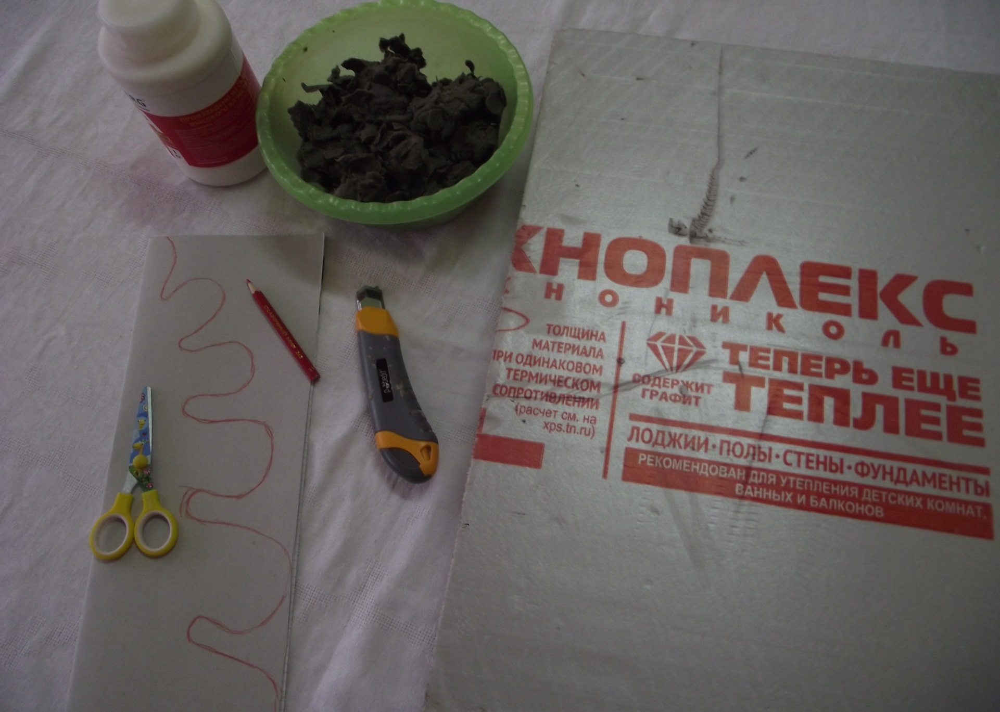 ХНОПЛЕКС
ХНОНИКОЛЬ
ТОЛЩИНА
МАТЕРИАЛА
ПРИ ОДИНАКОВОМ
ТЕРМИЧЕСКОМ
СОПРОТИВЛЕНИИ
(расчет см. на
xps.tn.ru)
СОДЕРЖИТ
ГРАФИТ
ТЕПЕРЬ ЕЩЕ
ТЕПЛЕЕ
ЛОДЖИИ·ПОЛЫ·СТЕНЫ·ФУНДАМЕНТЫ
РЕКОМЕНДОВАН ДЛЯ УТЕПЛЕНИЯ ДЕТСКИХ КОМНАТ,
ВАННЫХ И БАЛКОНОВ